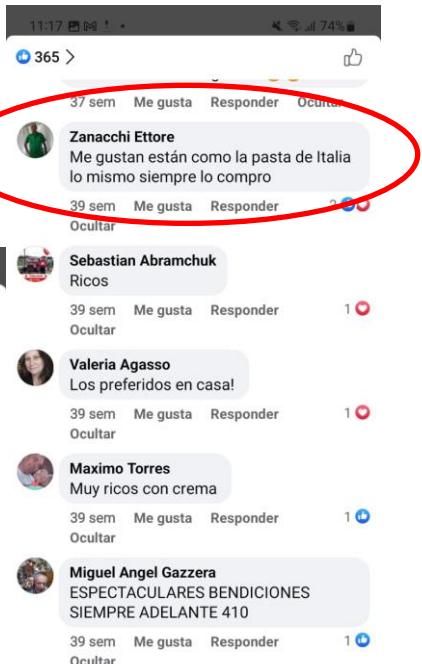 11:17
74%
365 >
37 sem Me gusta Responder Ocultar
Zanacchi Ettore
Me gustan están como la pasta de Italia
lo mismo siempre lo compro
39 sem Me gusta Responder 2
Ocultar
Sebastian Abramchuk
Ricos
39 sem Me gusta Responder 1
Ocultar
Valeria Agasso
Los preferidos en casa!
39 sem Me gusta Responder 1
Ocultar
Maximo Torres
Muy ricos con crema
39 sem Me gusta Responder 1
Ocultar
Miguel Angel Gazzera
ESPECTACULARES BENDICIONES
SIEMPRE ADELANTE 410
39 sem Me gusta Responder 1
Ocultar